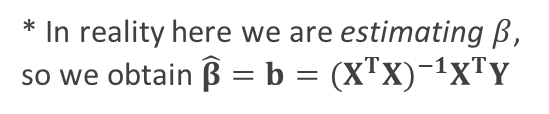 * In reality here we are estimating β,
so we obtain β̂ = b = (XᵀX)⁻¹XᵀY